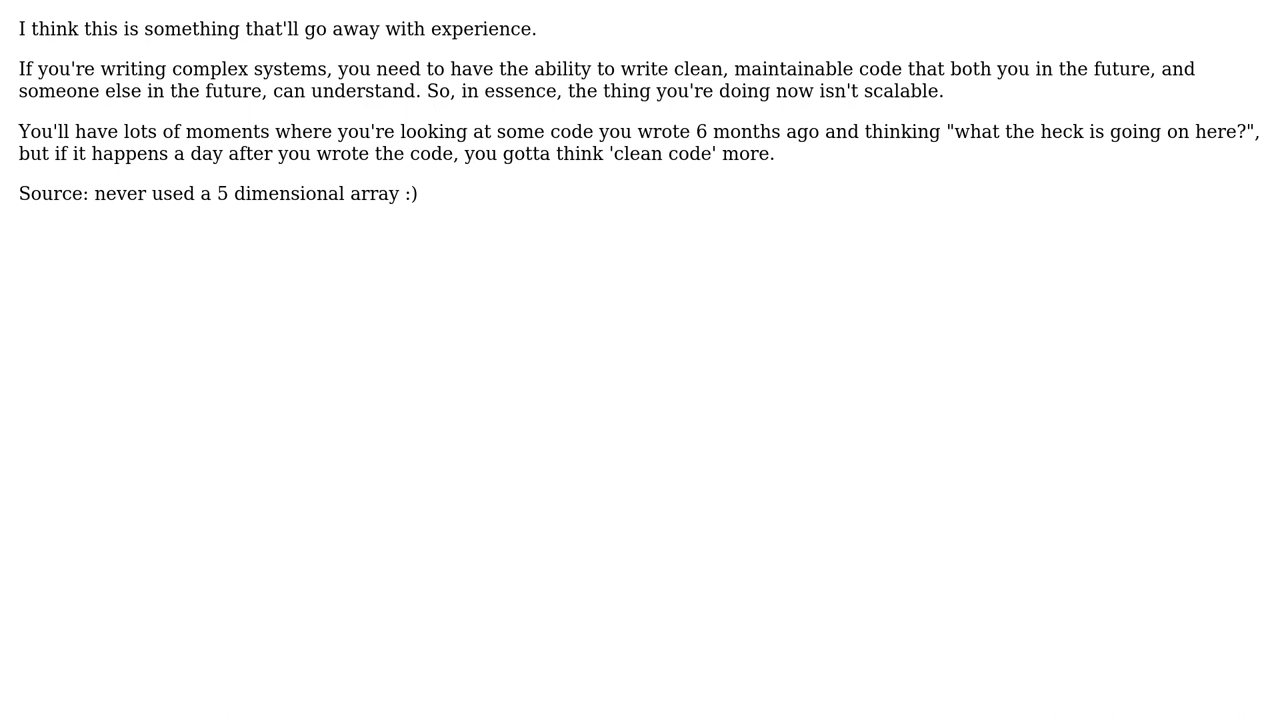 I think this is something that'll go away with experience.
If you're writing complex systems, you need to have the ability to write clean, maintainable code that both you in the future, and
someone else in the future, can understand. So, in essence, the thing you're doing now isn't scalable.
You'll have lots of moments where you're looking at some code you wrote 6 months ago and thinking "what the heck is going on here?",
but if it happens a day after you wrote the code, you gotta think 'clean code' more.
Source: never used a 5 dimensional array :)